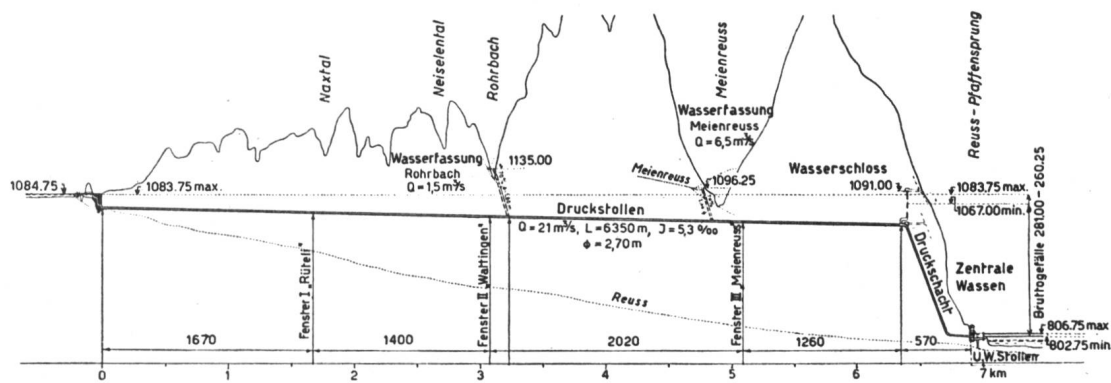 Naxtal
Neiselental
Rohrbach
Meienreuss
Reuss-Pfaffensprung
Wasserfassung
Meienreuss
Q = 6,5 m³/s
Wasserfassung
Rohrbach
Q = 1,5 m³/s
1135.00
Meienreuss
1096.25
Wasserschloss
1091.00
1084.75
1083.75 max.
1083.75 max.
1067.00 min.
Druckstollen
Q = 21 m³/s, L = 6350 m, J = 5,3 ‰
ϕ = 2,70 m
Fenster I „Rüteli"
Fenster II „Wattingen"
Fenster III „Meienreuss"
Reuss
Druckschacht
Zentrale
Wassen
Bruttogefälle 281.00 – 260.25
806.75 max
802.75 min
U.W. Stollen
1670
1400
2020
1260
570
0
1
2
3
4
5
6
7 km